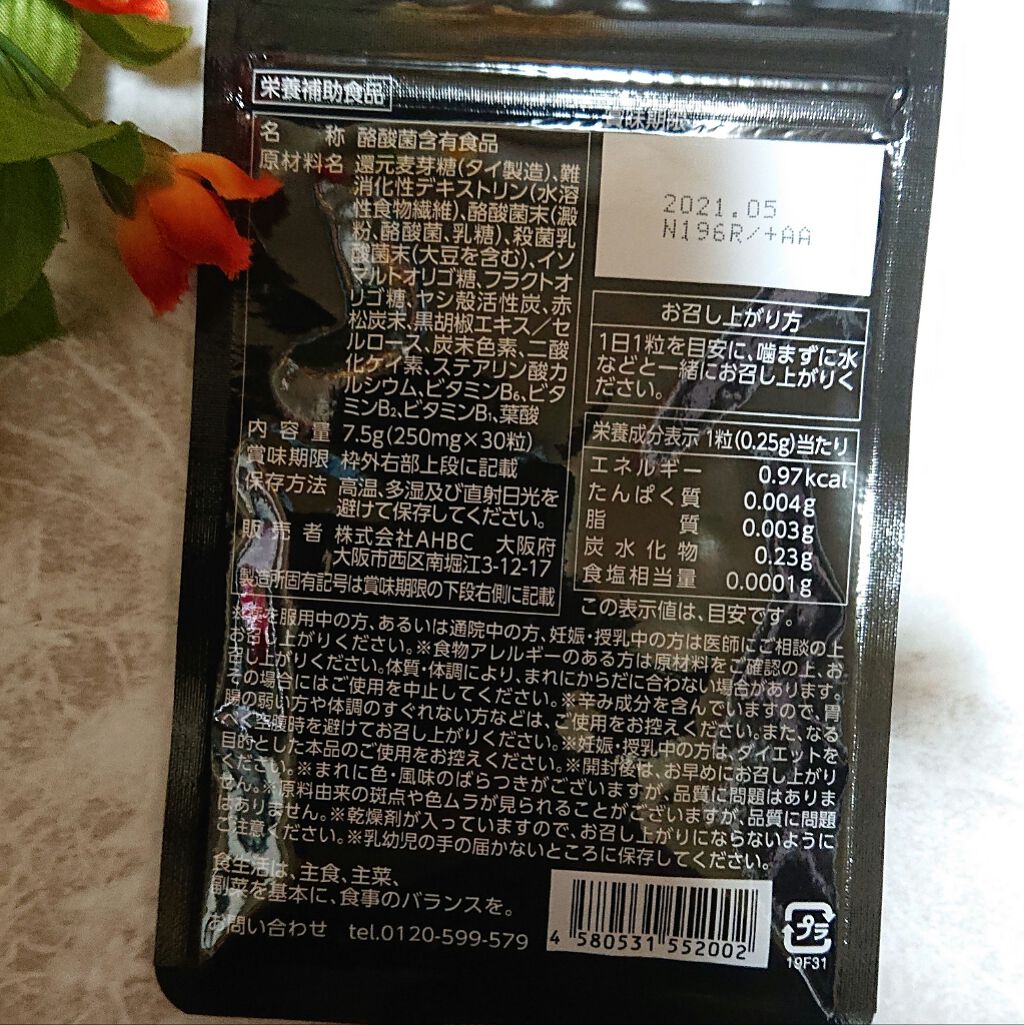 栄養補助食品
名 称 酪酸菌含有食品
原材料名 還元麦芽糖(タイ製造)、難
消化性デキストリン(水溶
性食物繊維)、酪酸菌末(澱
粉、酪酸菌、乳糖)、殺菌乳
酸菌末(大豆を含む)、イソ
マルトオリゴ糖、フラクトオ
リゴ糖、ヤシ殻活性炭、赤
松炭末、黒胡椒エキス/セ
ルロース、炭末色素、二酸
化ケイ素、ステアリン酸カ
ルシウム、ビタミンB₆、ビタ
ミンB₂、ビタミンB₁、葉酸
内容量 7.5g(250mg×30粒)
賞味期限 枠外右部上段に記載
保存方法 高温、多湿及び直射日光を
避けて保存してください。
販売者 株式会社AHBC 大阪府
大阪市西区南堀江3-12-17
製造所固有記号は賞味期限の下段右側に記載
賞味期限
2021.05
N196R/+AA
お召し上がり方
1日1粒を目安に、噛まずに水
などと一緒にお召し上がりく
ださい。
栄養成分表示 1粒(0.25g)当たり
エネルギー 0.97kcal
たんぱく質 0.004g
脂 質 0.003g
炭水化物 0.23g
食塩相当量 0.0001g
この表示値は、目安です。
※薬を服用中の方、あるいは通院中の方、妊娠・授乳中の方は医師にご相談の上
お召し上がりください。※食物アレルギーのある方は原材料をご確認の上、お
召し上がりください。体質・体調により、まれにからだに合わない場合があります。
その場合にはご使用を中止してください。※辛み成分を含んでいますので、胃
腸の弱い方や体調のすぐれない方などは、ご使用をお控えください。また、なる
べく空腹時を避けてお召し上がりください。※妊娠・授乳中の方は、ダイエットを
目的とした本品のご使用をお控えください。※開封後は、お早めにお召し上がり
ください。※まれに色・風味のばらつきがございますが、品質に問題はありま
せん。※原料由来の斑点や色ムラが見られることがございますが、品質に問題
はありません。※乾燥剤が入っていますので、お召し上がりにならないように
ご注意ください。※乳幼児の手の届かないところに保存してください。
食生活は、主食、主菜、
副菜を基本に、食事のバランスを。
お問い合わせ tel.0120-599-579
4 580531 552002
プラ
19F31